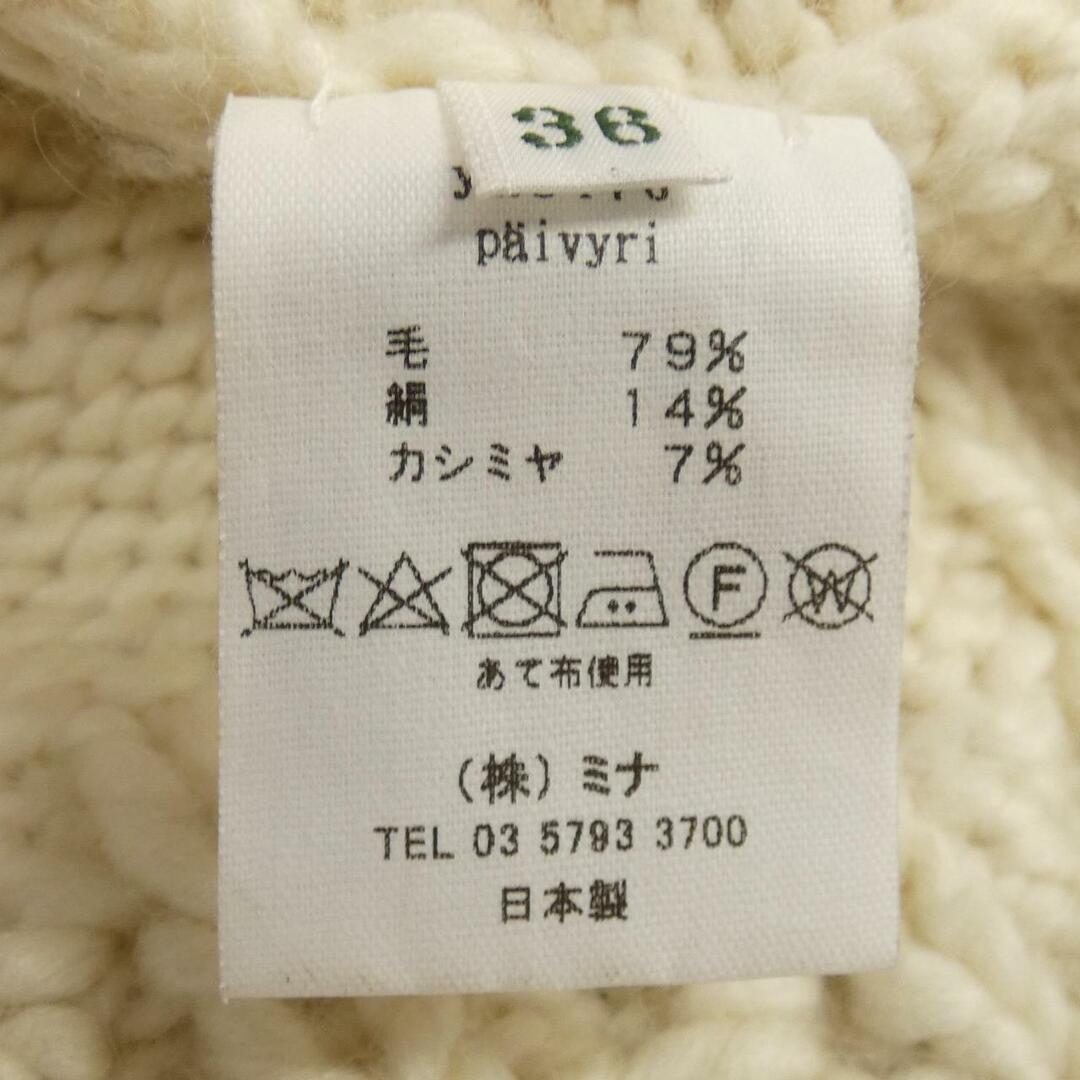 36
päivyri
毛 79%
絹 14%
カシミヤ 7%
F W
あて布使用
(株)ミナ
TEL 03 5793 3700
日本製